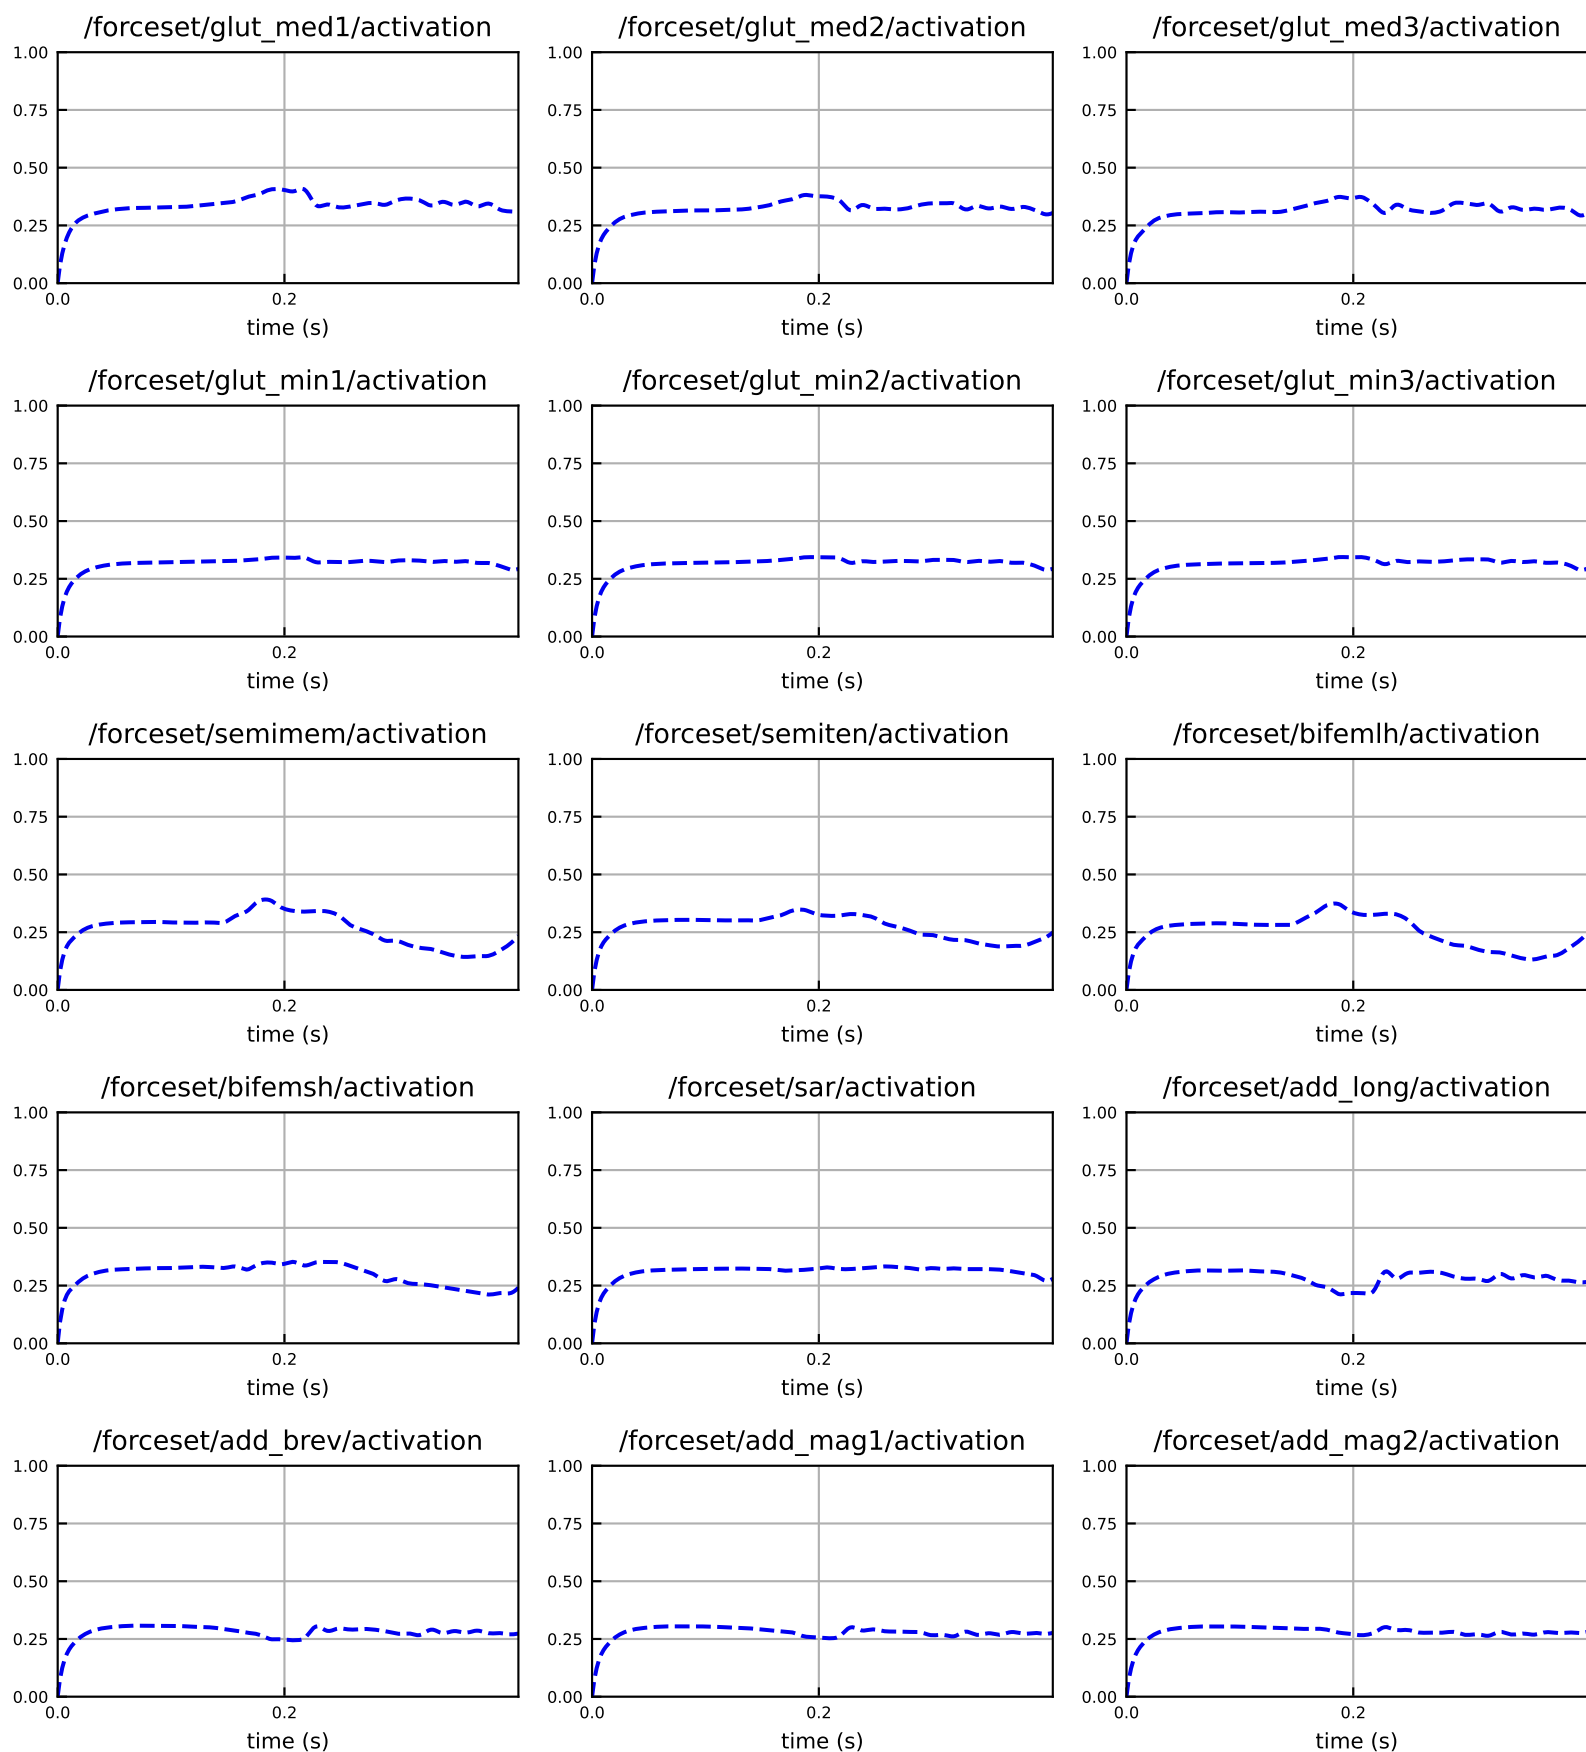 /forceset/glut_med1/activation /forceset/glut_med2/activation /forceset/glut_med3/activation
1.00 1.00 1.00
0.75 0.75 0.75
0.50 0.50 0.50
0.25 0.25 0.25
0.00 0.00 0.00
0.0 0.2 0.0 0.2 0.0 0.2
time (s) time (s) time (s)
/forceset/glut_min1/activation /forceset/glut_min2/activation /forceset/glut_min3/activation
1.00 1.00 1.00
0.75 0.75 0.75
0.50 0.50 0.50
0.25 0.25 0.25
0.00 0.00 0.00
0.0 0.2 0.0 0.2 0.0 0.2
time (s) time (s) time (s)
/forceset/semimem/activation /forceset/semiten/activation /forceset/bifemlh/activation
1.00 1.00 1.00
0.75 0.75 0.75
0.50 0.50 0.50
0.25 0.25 0.25
0.00 0.00 0.00
0.0 0.2 0.0 0.2 0.0 0.2
time (s) time (s) time (s)
/forceset/bifemsh/activation /forceset/sar/activation /forceset/add_long/activation
1.00 1.00 1.00
0.75 0.75 0.75
0.50 0.50 0.50
0.25 0.25 0.25
0.00 0.00 0.00
0.0 0.2 0.0 0.2 0.0 0.2
time (s) time (s) time (s)
/forceset/add_brev/activation /forceset/add_mag1/activation /forceset/add_mag2/activation
1.00 1.00 1.00
0.75 0.75 0.75
0.50 0.50 0.50
0.25 0.25 0.25
0.00 0.00 0.00
0.0 0.2 0.0 0.2 0.0 0.2
time (s) time (s) time (s)